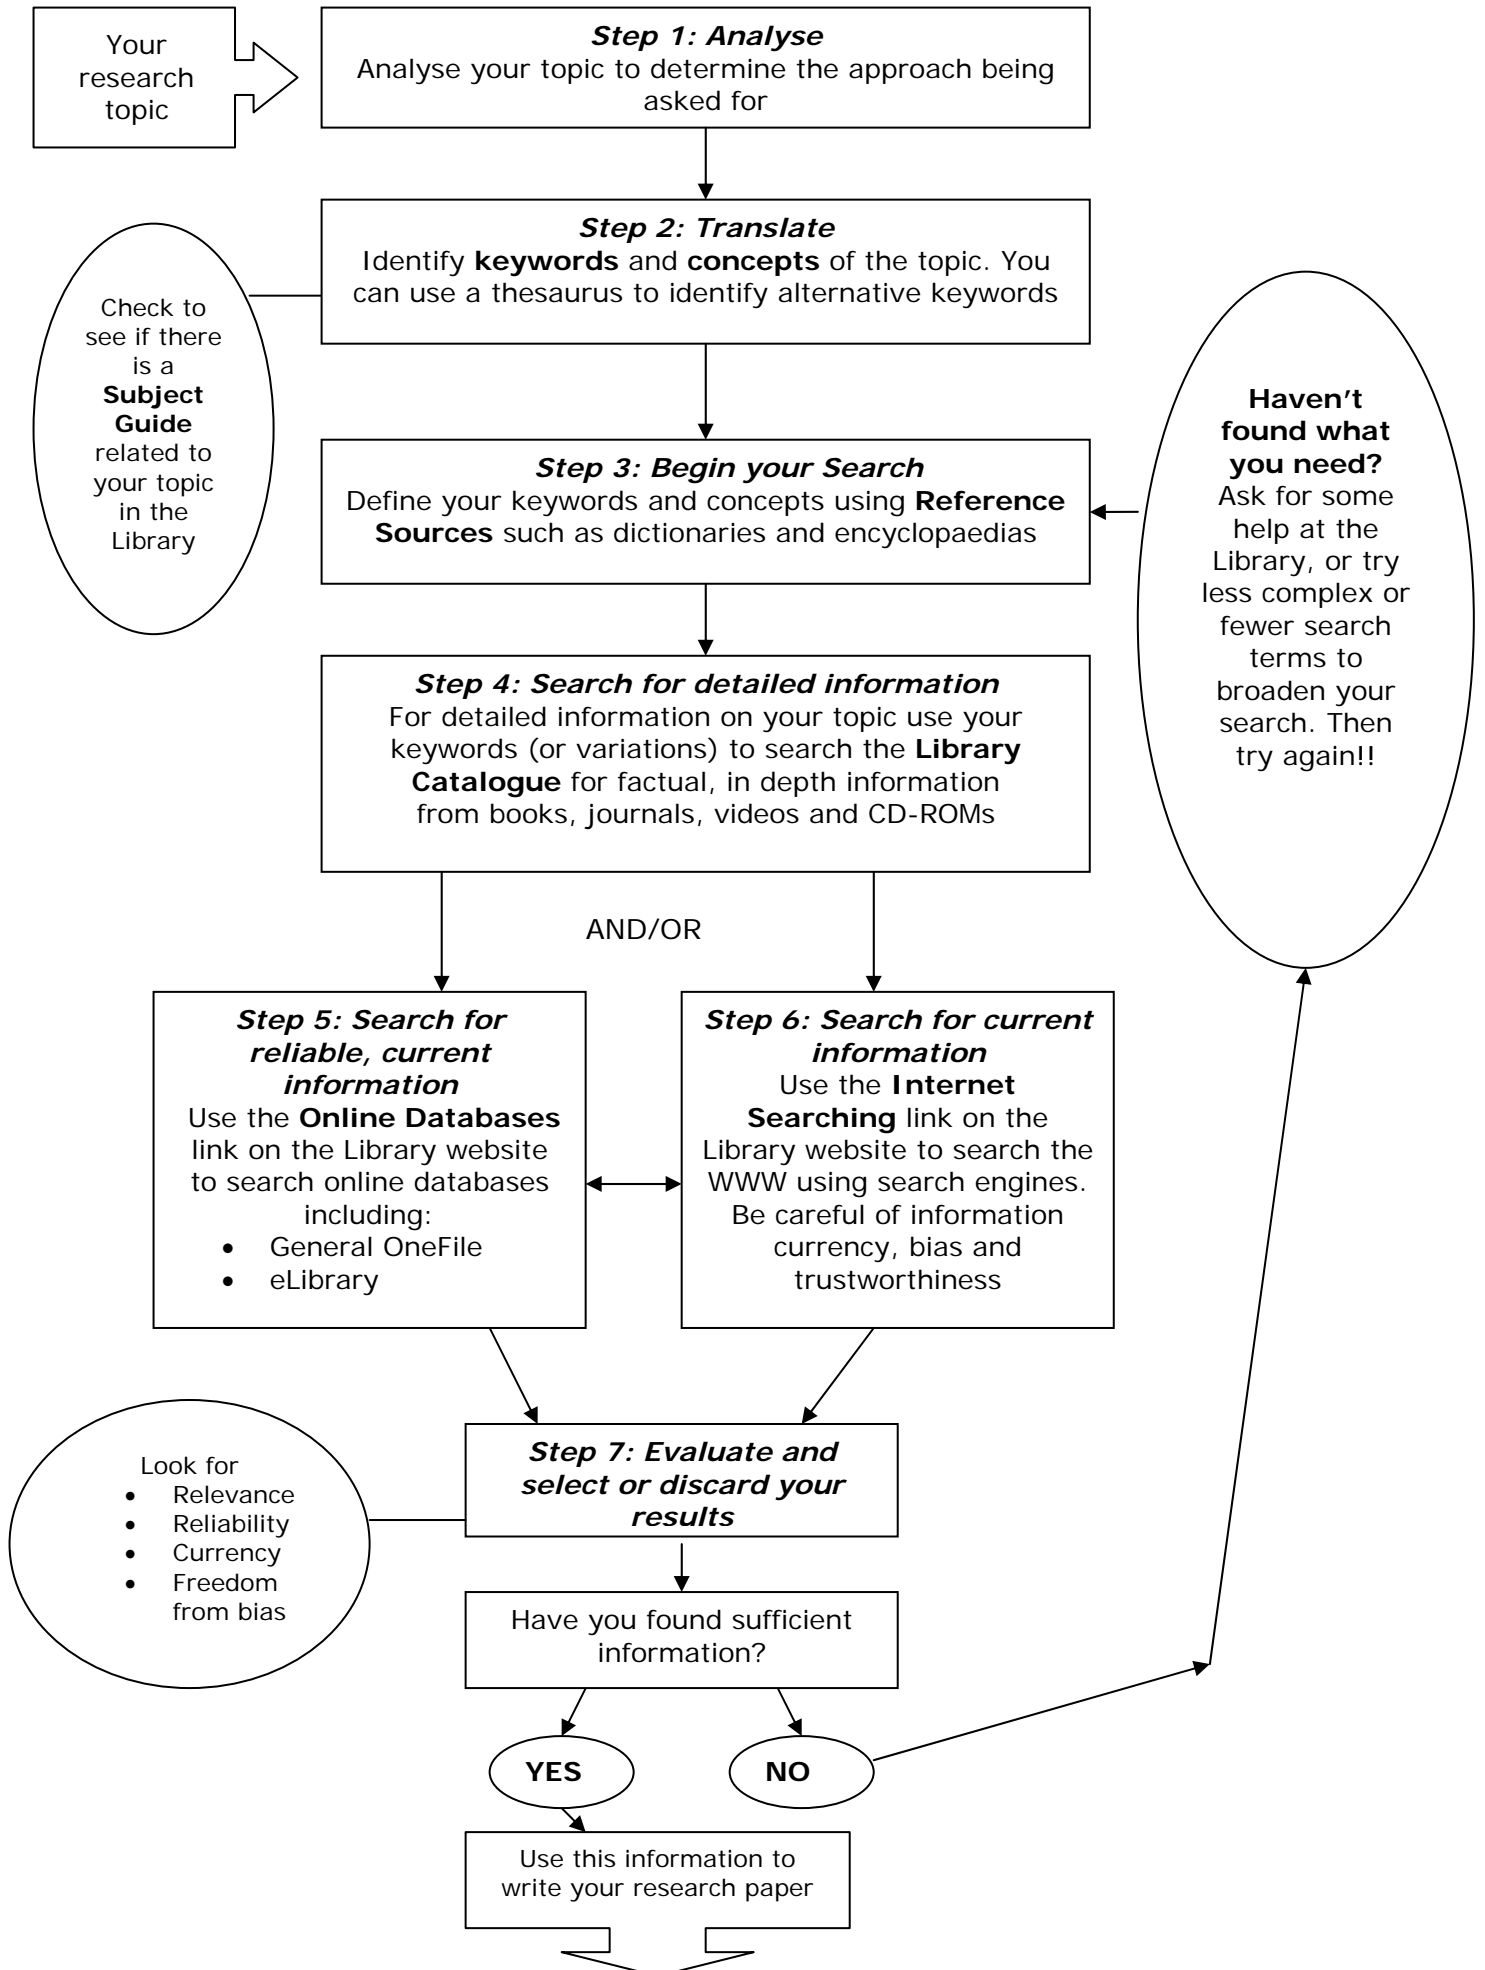 Your
research
topic
Step 1: Analyse
Analyse your topic to determine the approach being
asked for
Step 2: Translate
Identify keywords and concepts of the topic. You
can use a thesaurus to identify alternative keywords
Check to
see if there
is a
Subject
Guide
related to
your topic
in the
Library
Step 3: Begin your Search
Define your keywords and concepts using Reference
Sources such as dictionaries and encyclopaedias
Haven't
found what
you need?
Ask for some
help at the
Library, or try
less complex or
fewer search
terms to
broaden your
search. Then
try again!!
Step 4: Search for detailed information
For detailed information on your topic use your
keywords (or variations) to search the Library
Catalogue for factual, in depth information
from books, journals, videos and CD-ROMs
AND/OR
Step 5: Search for
reliable, current
information
Use the Online Databases
link on the Library website
to search online databases
including:
• General OneFile
• eLibrary
Step 6: Search for current
information
Use the Internet
Searching link on the
Library website to search the
WWW using search engines.
Be careful of information
currency, bias and
trustworthiness
Step 7: Evaluate and
select or discard your
results
Look for
• Relevance
• Reliability
• Currency
• Freedom
from bias
Have you found sufficient
information?
YES
NO
Use this information to
write your research paper